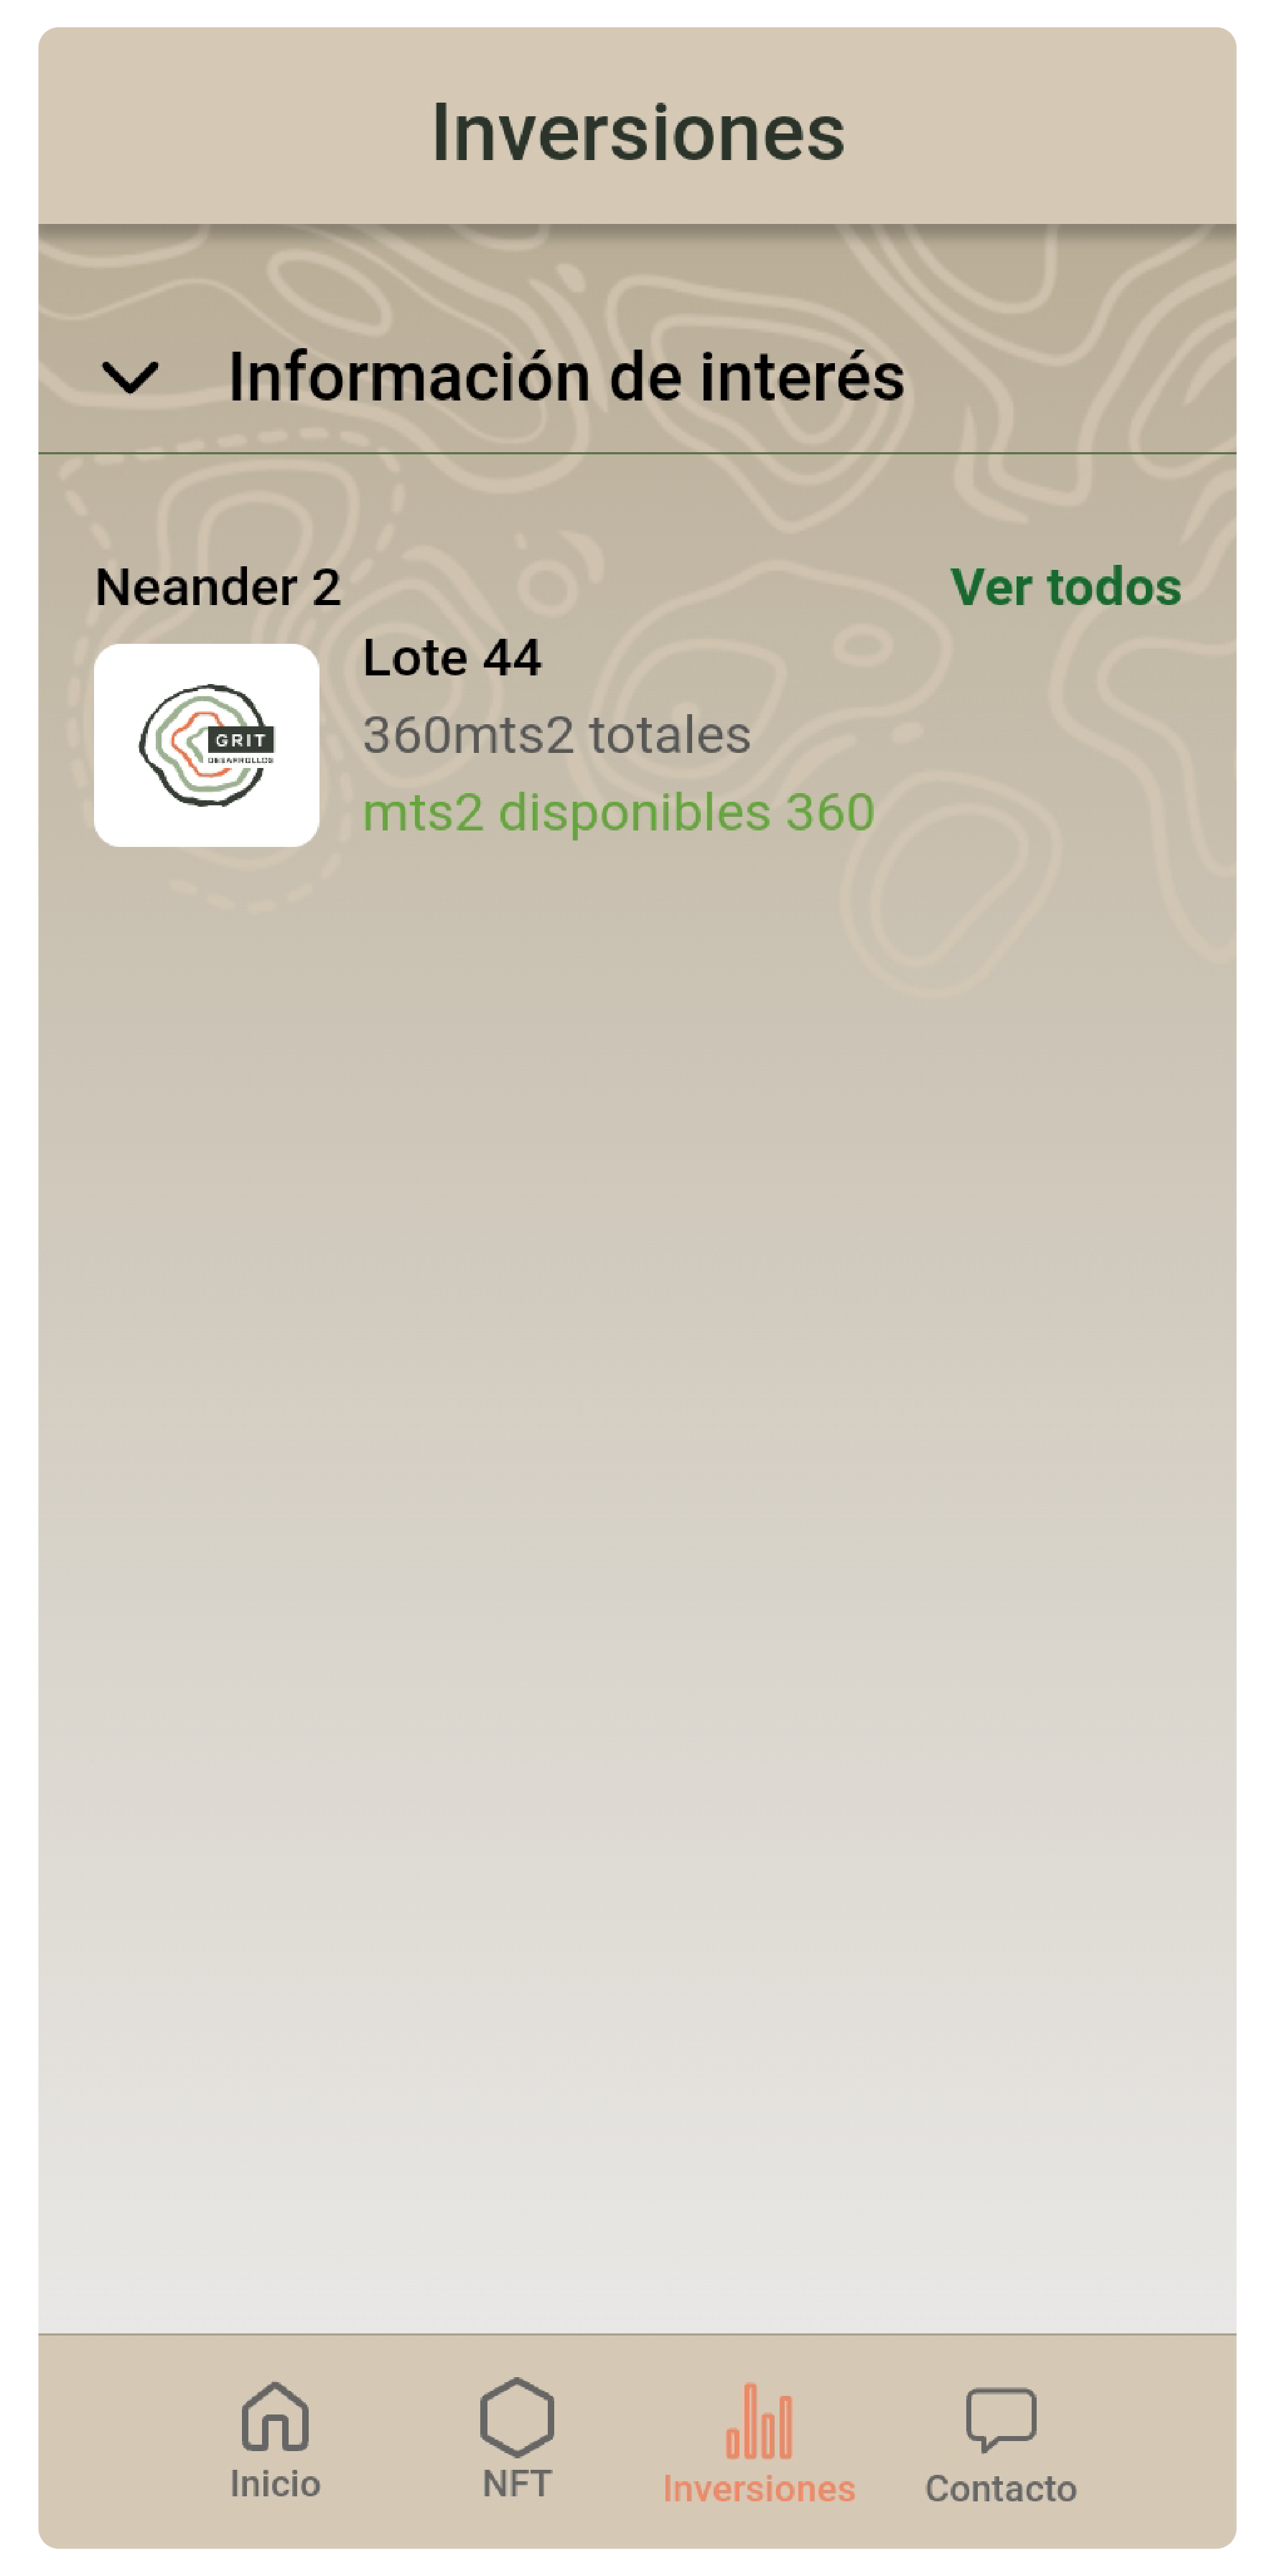 Inversiones
Información de interés
Neander 2
Ver todos
Lote 44
360mts2 totales
mts2 disponibles 360
GRIT
DESARROLLOS
Inicio
NFT
Inversiones
Contacto